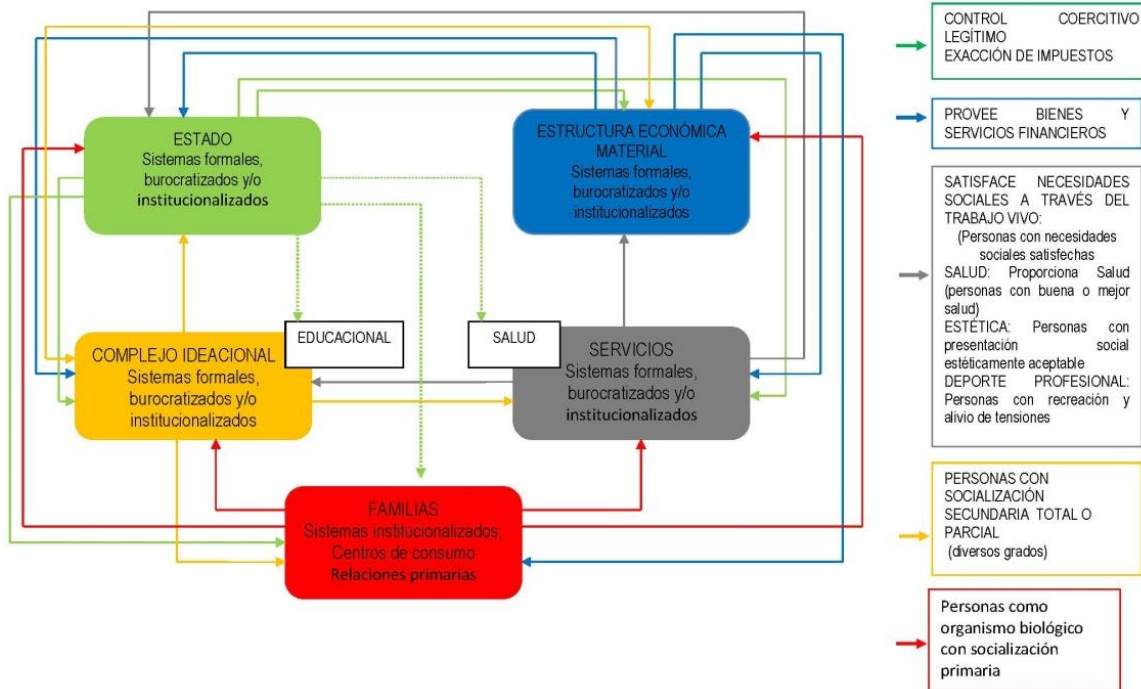 ESTADO
Sistemas formales,
burocratizados y/o
institucionalizados
ESTRUCTURA ECONÓMICA
MATERIAL
Sistemas formales,
burocratizados y/o
institucionalizados
EDUCACIONAL
SALUD
COMPLEJO IDEACIONAL
Sistemas formales,
burocratizados y/o
institucionalizados
SERVICIOS
Sistemas formales,
burocratizados y/o
institucionalizados
FAMILIAS
Sistemas institucionalizados,
Centros de consumo
Relaciones primarias
CONTROL COERCITIVO
LEGÍTIMO
EXACCIÓN DE IMPUESTOS
PROVEE BIENES Y
SERVICIOS FINANCIEROS
SATISFACE NECESIDADES
SOCIALES A TRAVÉS DEL
TRABAJO VIVO:
(Personas con necesidades
sociales satisfechas
SALUD: Proporciona Salud
(personas con buena o mejor
salud)
ESTÉTICA: Personas con
presentación social
estéticamente aceptable
DEPORTE PROFESIONAL:
Personas con recreación y
alivio de tensiones
PERSONAS CON
SOCIALIZACIÓN
SECUNDARIA TOTAL O
PARCIAL
(diversos grados)
Personas como
organismo biológico
con socialización
primaria